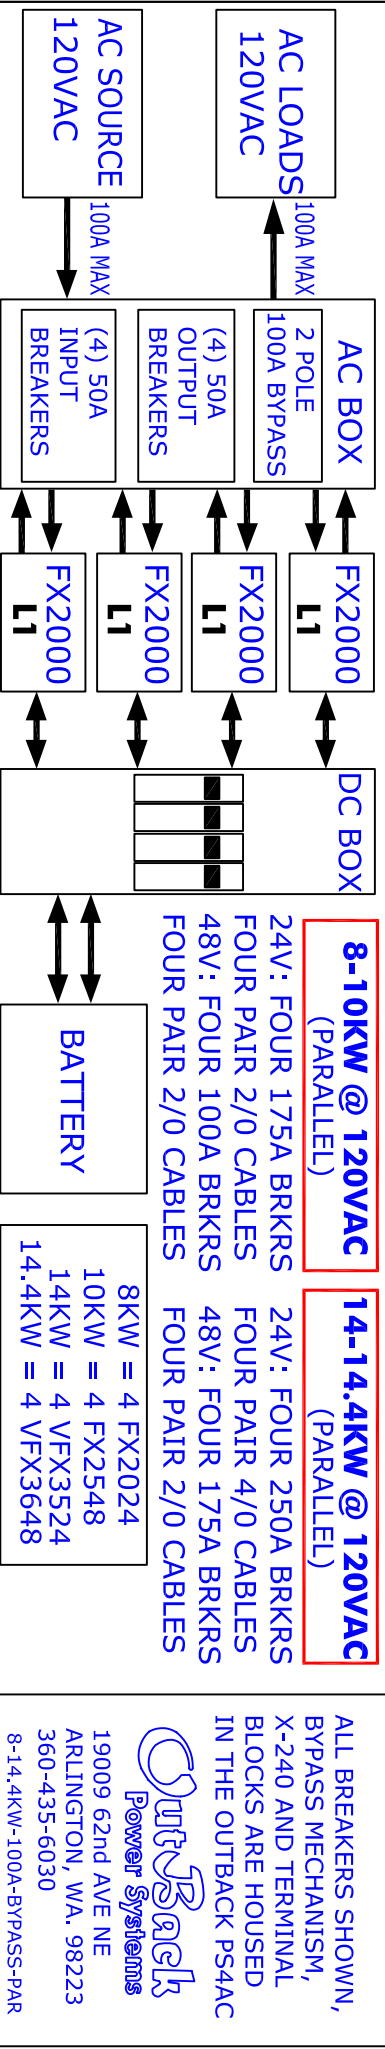 AC LOADS
120VAC
AC SOURCE
120VAC
100A MAX
100A MAX
AC BOX
2 POLE
100A BYPASS
(4) 50A
OUTPUT
BREAKERS
(4) 50A
INPUT
BREAKERS
FX2000
L1
FX2000
L1
FX2000
L1
FX2000
L1
DC BOX
BATTERY
8-10KW @ 120VAC
(PARALLEL)
24V: FOUR 175A BRKRS
FOUR PAIR 2/0 CABLES
48V: FOUR 100A BRKRS
FOUR PAIR 2/0 CABLES
14-14.4KW @ 120VAC
(PARALLEL)
24V: FOUR 250A BRKRS
FOUR PAIR 4/0 CABLES
48V: FOUR 175A BRKRS
FOUR PAIR 2/0 CABLES
8KW = 4 FX2024
10KW = 4 FX2548
14KW = 4 VFX3524
14.4KW = 4 VFX3648
ALL BREAKERS SHOWN,
BYPASS MECHANISM,
X-240 AND TERMINAL
BLOCKS ARE HOUSED
IN THE OUTBACK PS4AC
OutBack
Power Systems
19009 62nd AVE NE
ARLINGTON, WA. 98223
360-435-6030
8-14.4KW-100A-BYPASS-PAR